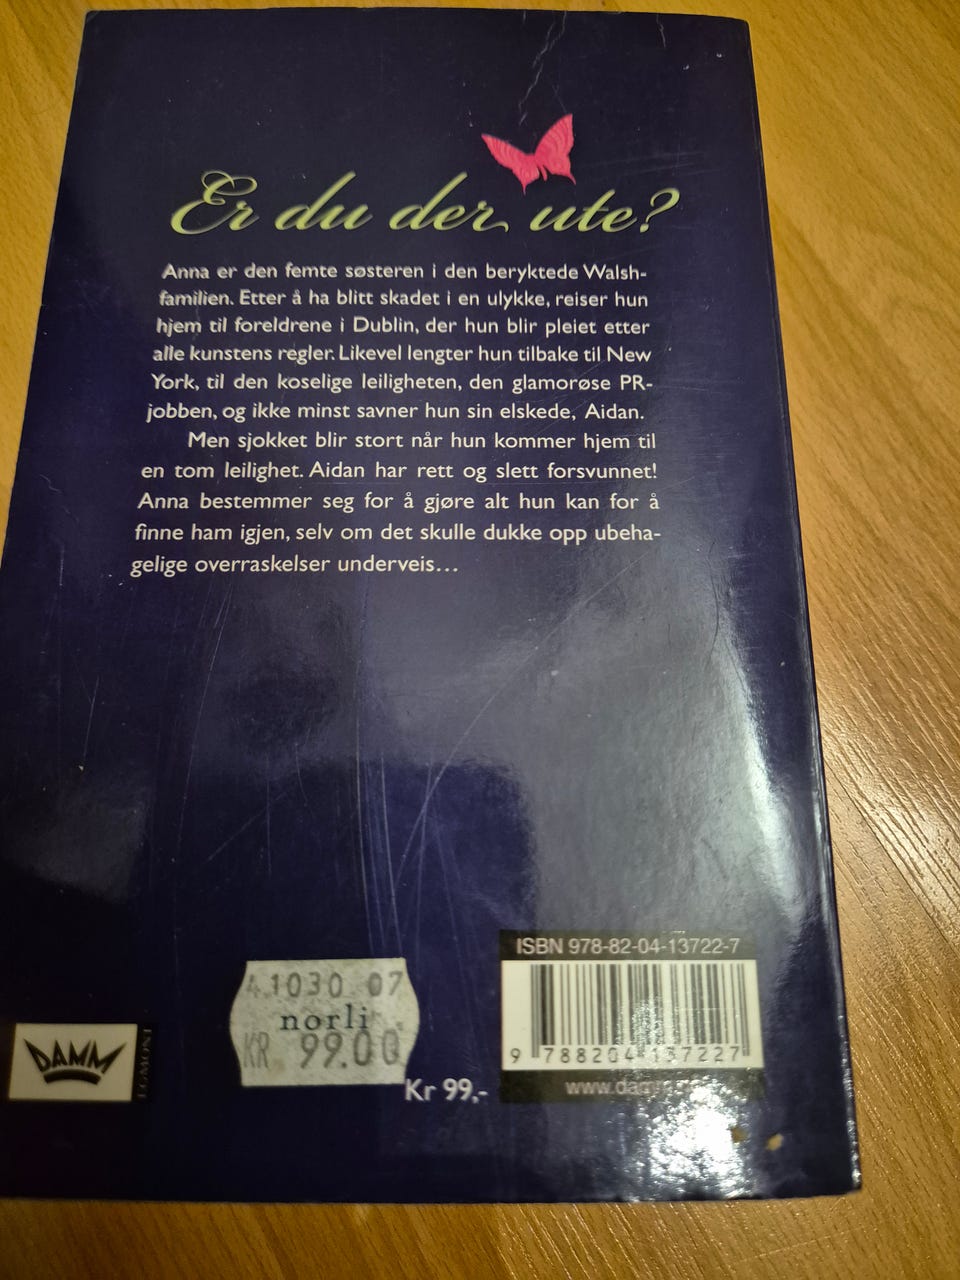 Er du der ute?
Anna er den femte søsteren i den beryktede Walsh-
familien. Etter å ha blitt skadet i en ulykke, reiser hun
hjem til foreldrene i Dublin, der hun blir pleiet etter
alle kunstens regler. Likevel lengter hun tilbake til New
York, til den koselige leiligheten, den glamorøse PR-
jobben, og ikke minst savner hun sin elskede, Aidan.
Men sjokket blir stort når hun kommer hjem til
en tom leilighet. Aidan har rett og slett forsvunnet!
Anna bestemmer seg for å gjøre alt hun kan for å
finne ham igjen, selv om det skulle dukke opp ubeha-
gelige overraskelser underveis...
ISBN 978-82-04-13722-7
4.1030 07
norli
KR 99.00
Kr 99,-
9 788204 137227
DAMM
EGMONT